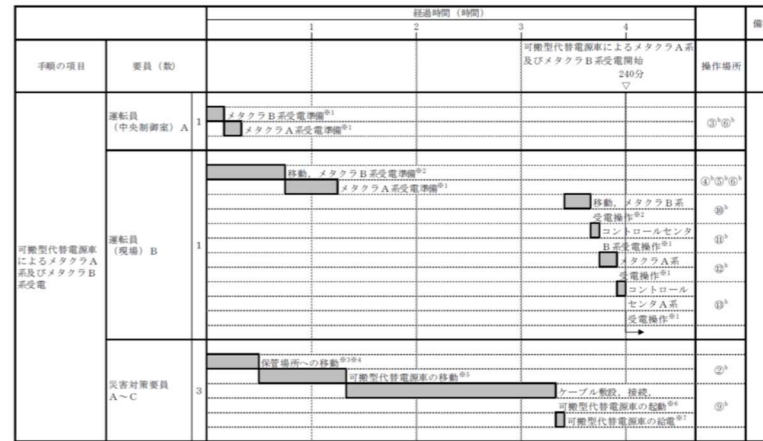 経過時間（時間）
備
1 2 3 4
手順の項目
要員（数）
可搬型代替電源車によるメタクラA系
及びメタクラB系受電開始
240分
▽
操作場所
可搬型代替電源車
によるメタクラA
系及びメタクラB
系受電
運転員
（中央制御室）A
1
メタクラB系受電準備※1
メタクラA系受電準備※1
③ᵇ⑥ᵇ
運転員
（現場）B
1
移動，メタクラB系受電準備※2
メタクラA系受電準備※1
④ᵇ⑤ᵇ⑥ᵇ
移動，メタクラB系
受電操作※2
⑩ᵇ
コントロールセンタ
B系受電操作※1
⑪ᵇ
メタクラA系
受電操作※1
⑫ᵇ
コントロール
センタA系
受電操作※1
⑬ᵇ
災害対策要員
A～C
3
保管場所への移動※3※4
②ᵇ
可搬型代替電源車の移動※5
ケーブル敷設，接続，
可搬型代替電源車の起動※6
可搬型代替電源車の給電※7
⑨ᵇ